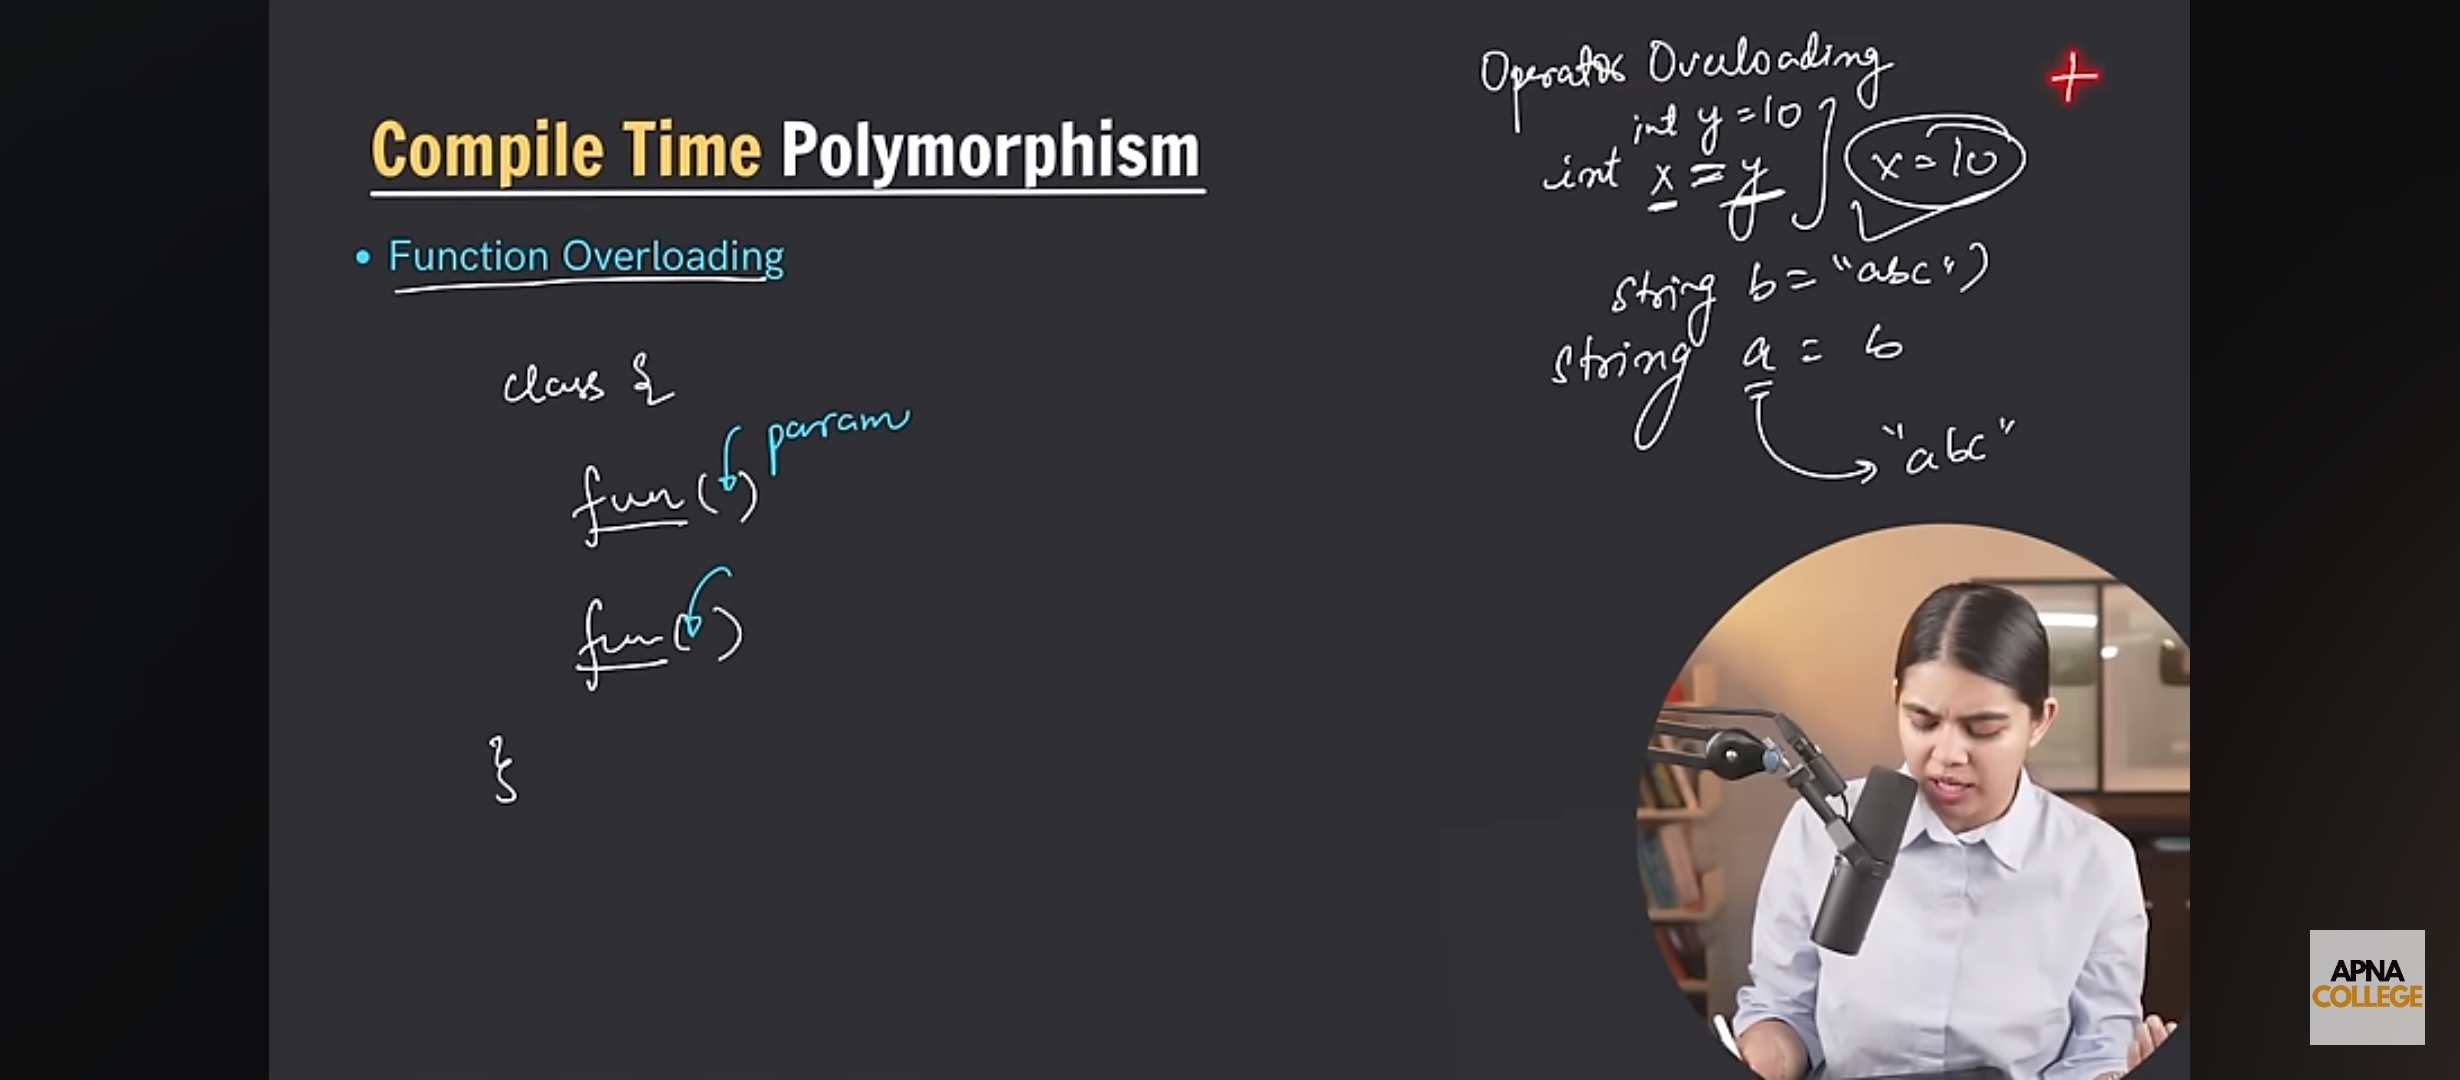 Compile Time Polymorphism
• Function Overloading
class {
fun( ) param
fun( )
}
Operator Overloading
int y=10
int x = y
x=10
string b = "abc")
string a = b
"abc"
+
APNA
COLLEGE